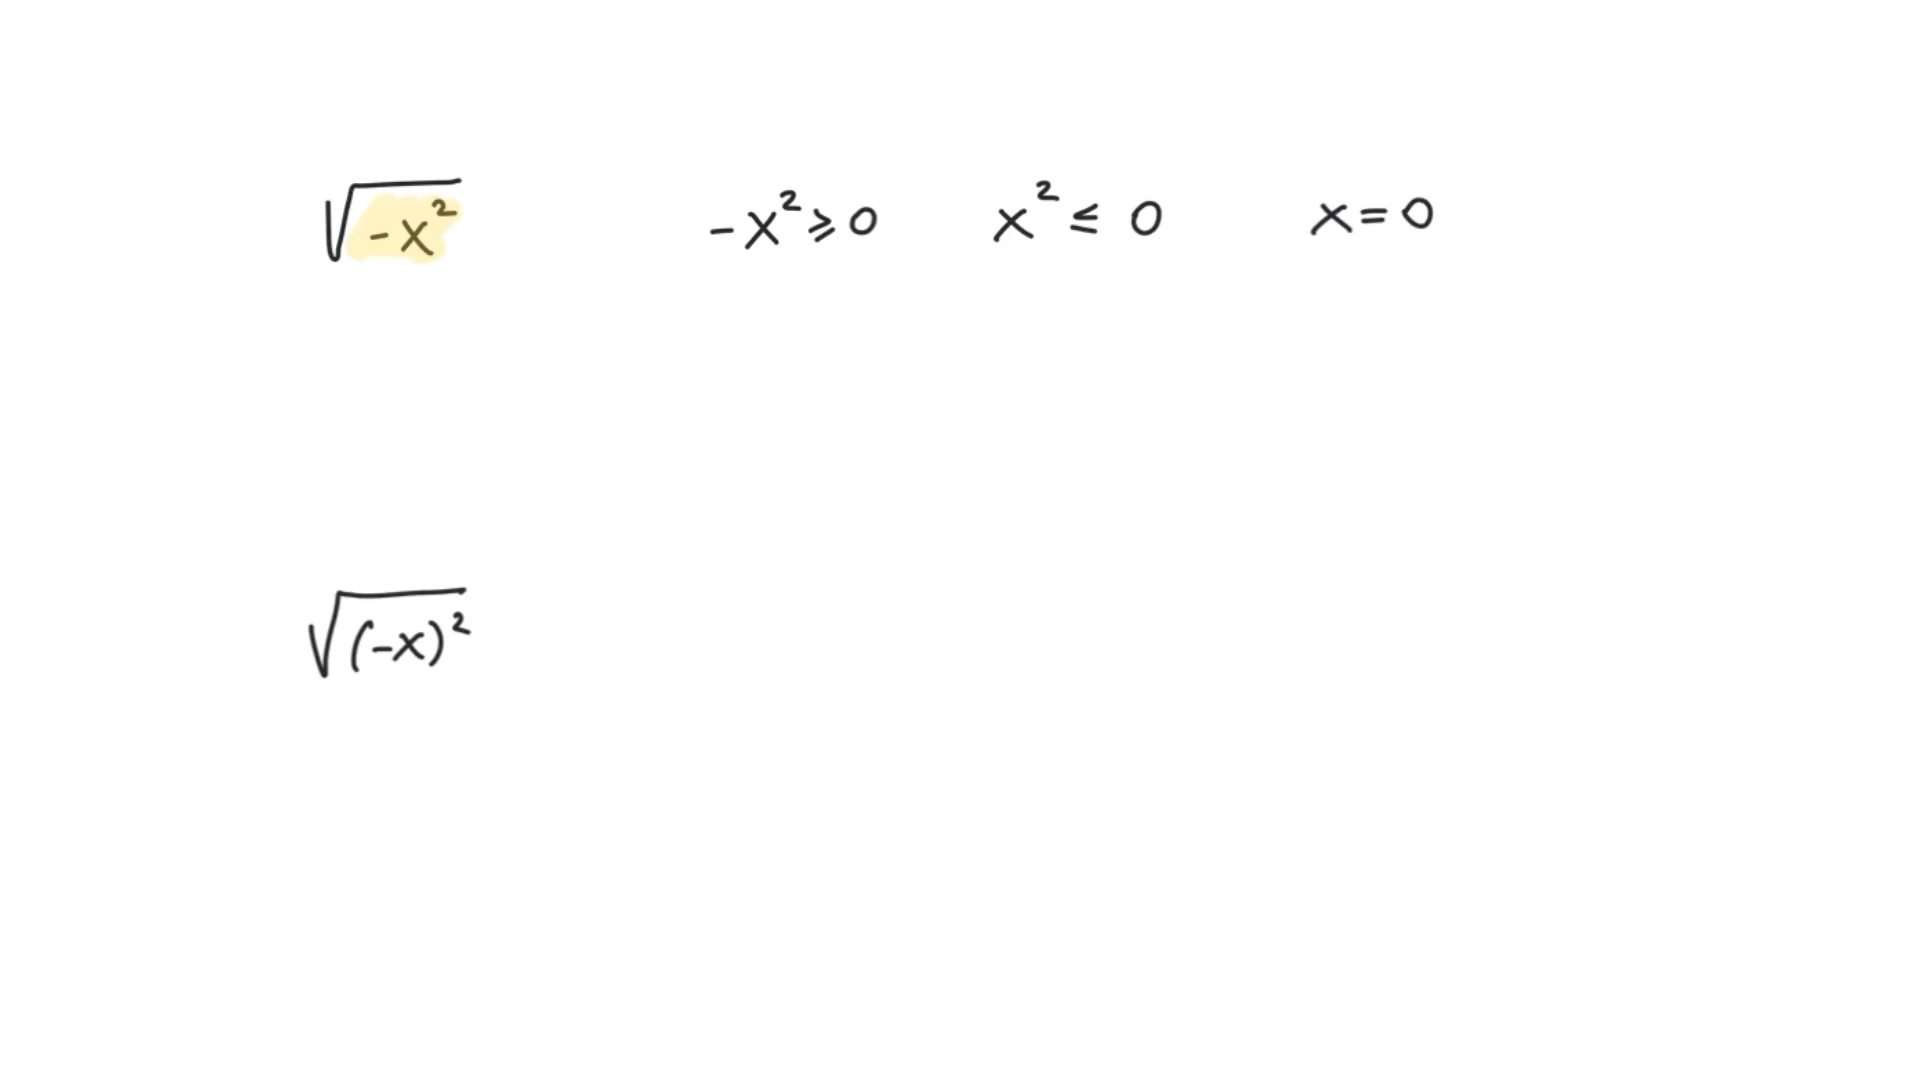 √(-x²) -x² ⩾ 0 x² ≤ 0 x = 0
√((-x)²)